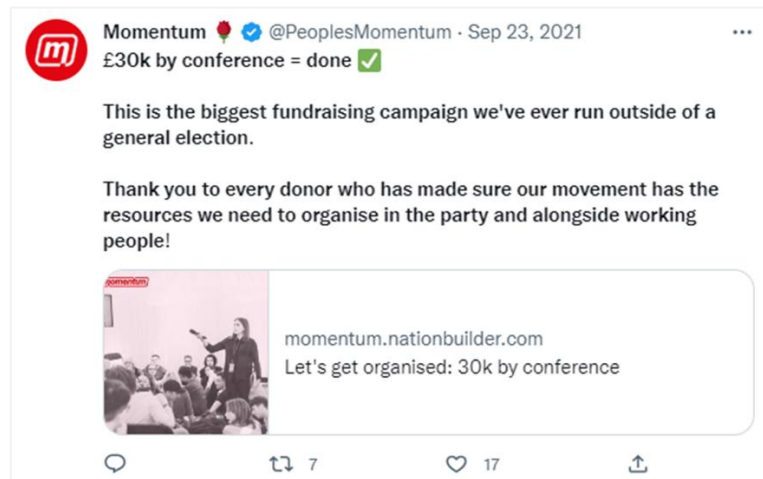 Momentum 🌹 @PeoplesMomentum · Sep 23, 2021
£30k by conference = done ✅
This is the biggest fundraising campaign we've ever run outside of a
general election.
Thank you to every donor who has made sure our movement has the
resources we need to organise in the party and alongside working
people!
momentum
momentum.nationbuilder.com
Let's get organised: 30k by conference
7 17